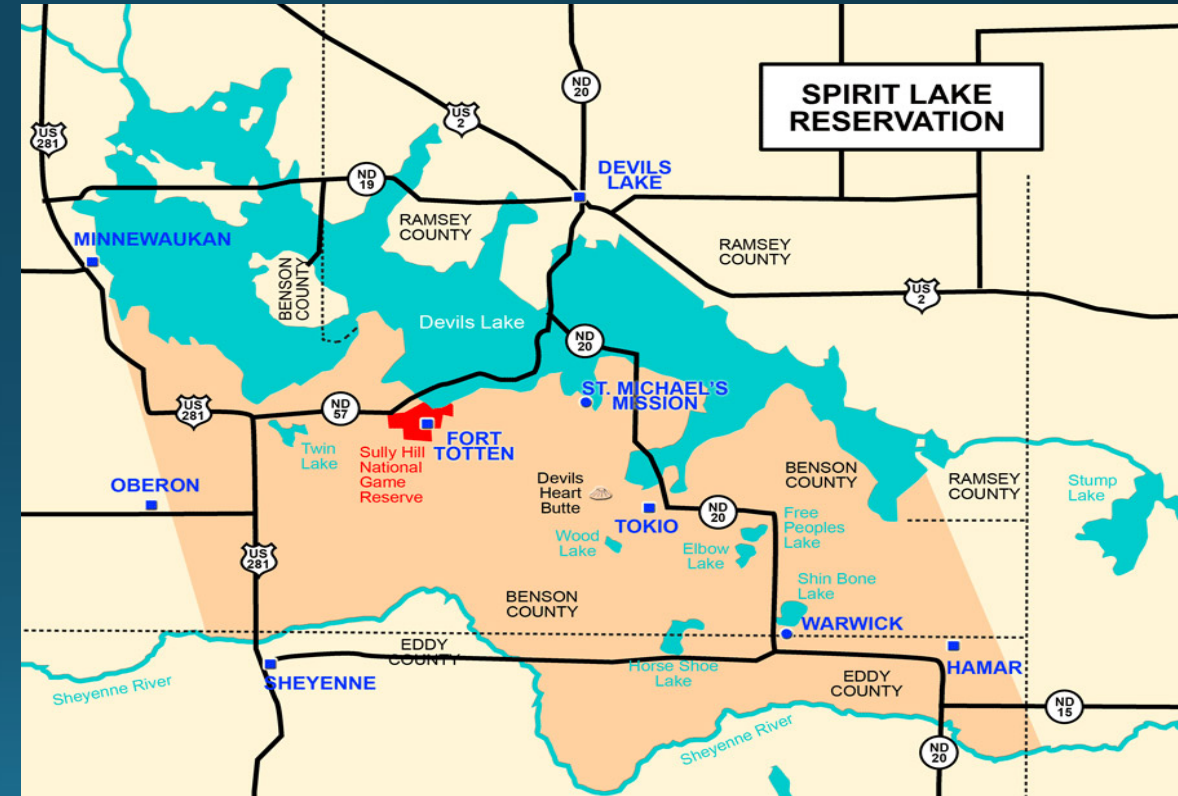 SPIRIT LAKE
RESERVATION
US
281
US
2
ND
20
ND
19
DEVILS
LAKE
RAMSEY
COUNTY
RAMSEY
COUNTY
MINNEWAUKAN
BENSON
COUNTY
US
2
Devils Lake
ND
20
ST. MICHAEL'S
MISSION
US
281
ND
57
FORT
TOTTEN
Twin
Lake
Sully Hill
National
Game
Reserve
OBERON
Devils
Heart
Butte
TOKIO
ND
20
BENSON
COUNTY
RAMSEY
COUNTY
Stump
Lake
Free
Peoples
Lake
Wood
Lake
Elbow
Lake
US
281
Shin Bone
Lake
BENSON
COUNTY
WARWICK
EDDY
COUNTY
HAMAR
Horse Shoe
Lake
EDDY
COUNTY
SHEYENNE
Sheyenne River
ND
15
Sheyenne River
ND
20